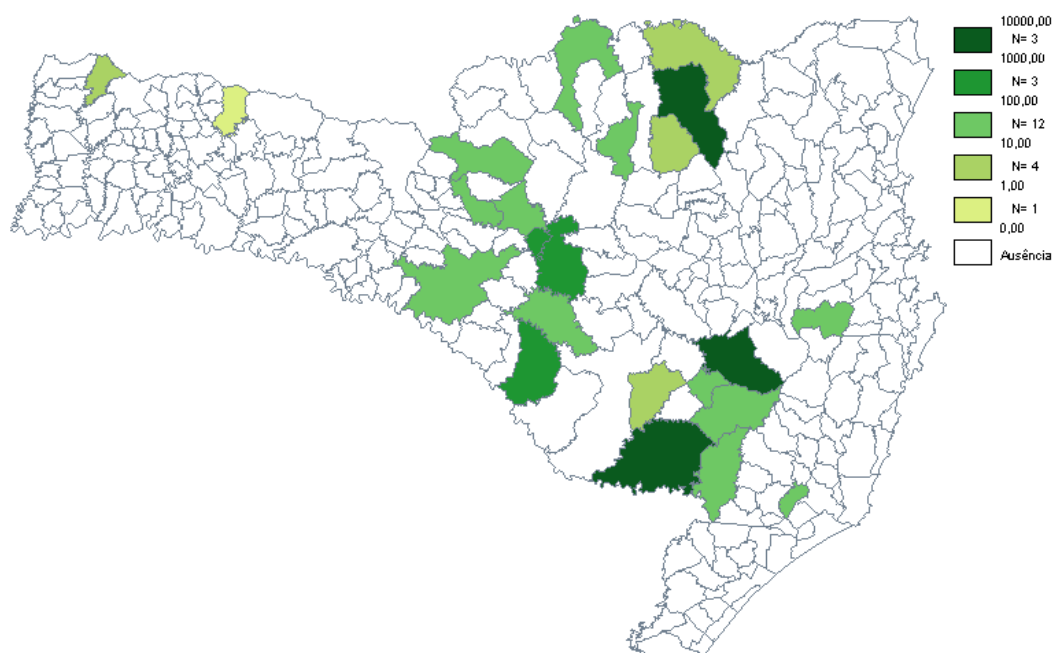 10000,00
N= 3
1000,00
N= 3
100,00
N= 12
10,00
N= 4
1,00
N= 1
0,00
Ausência